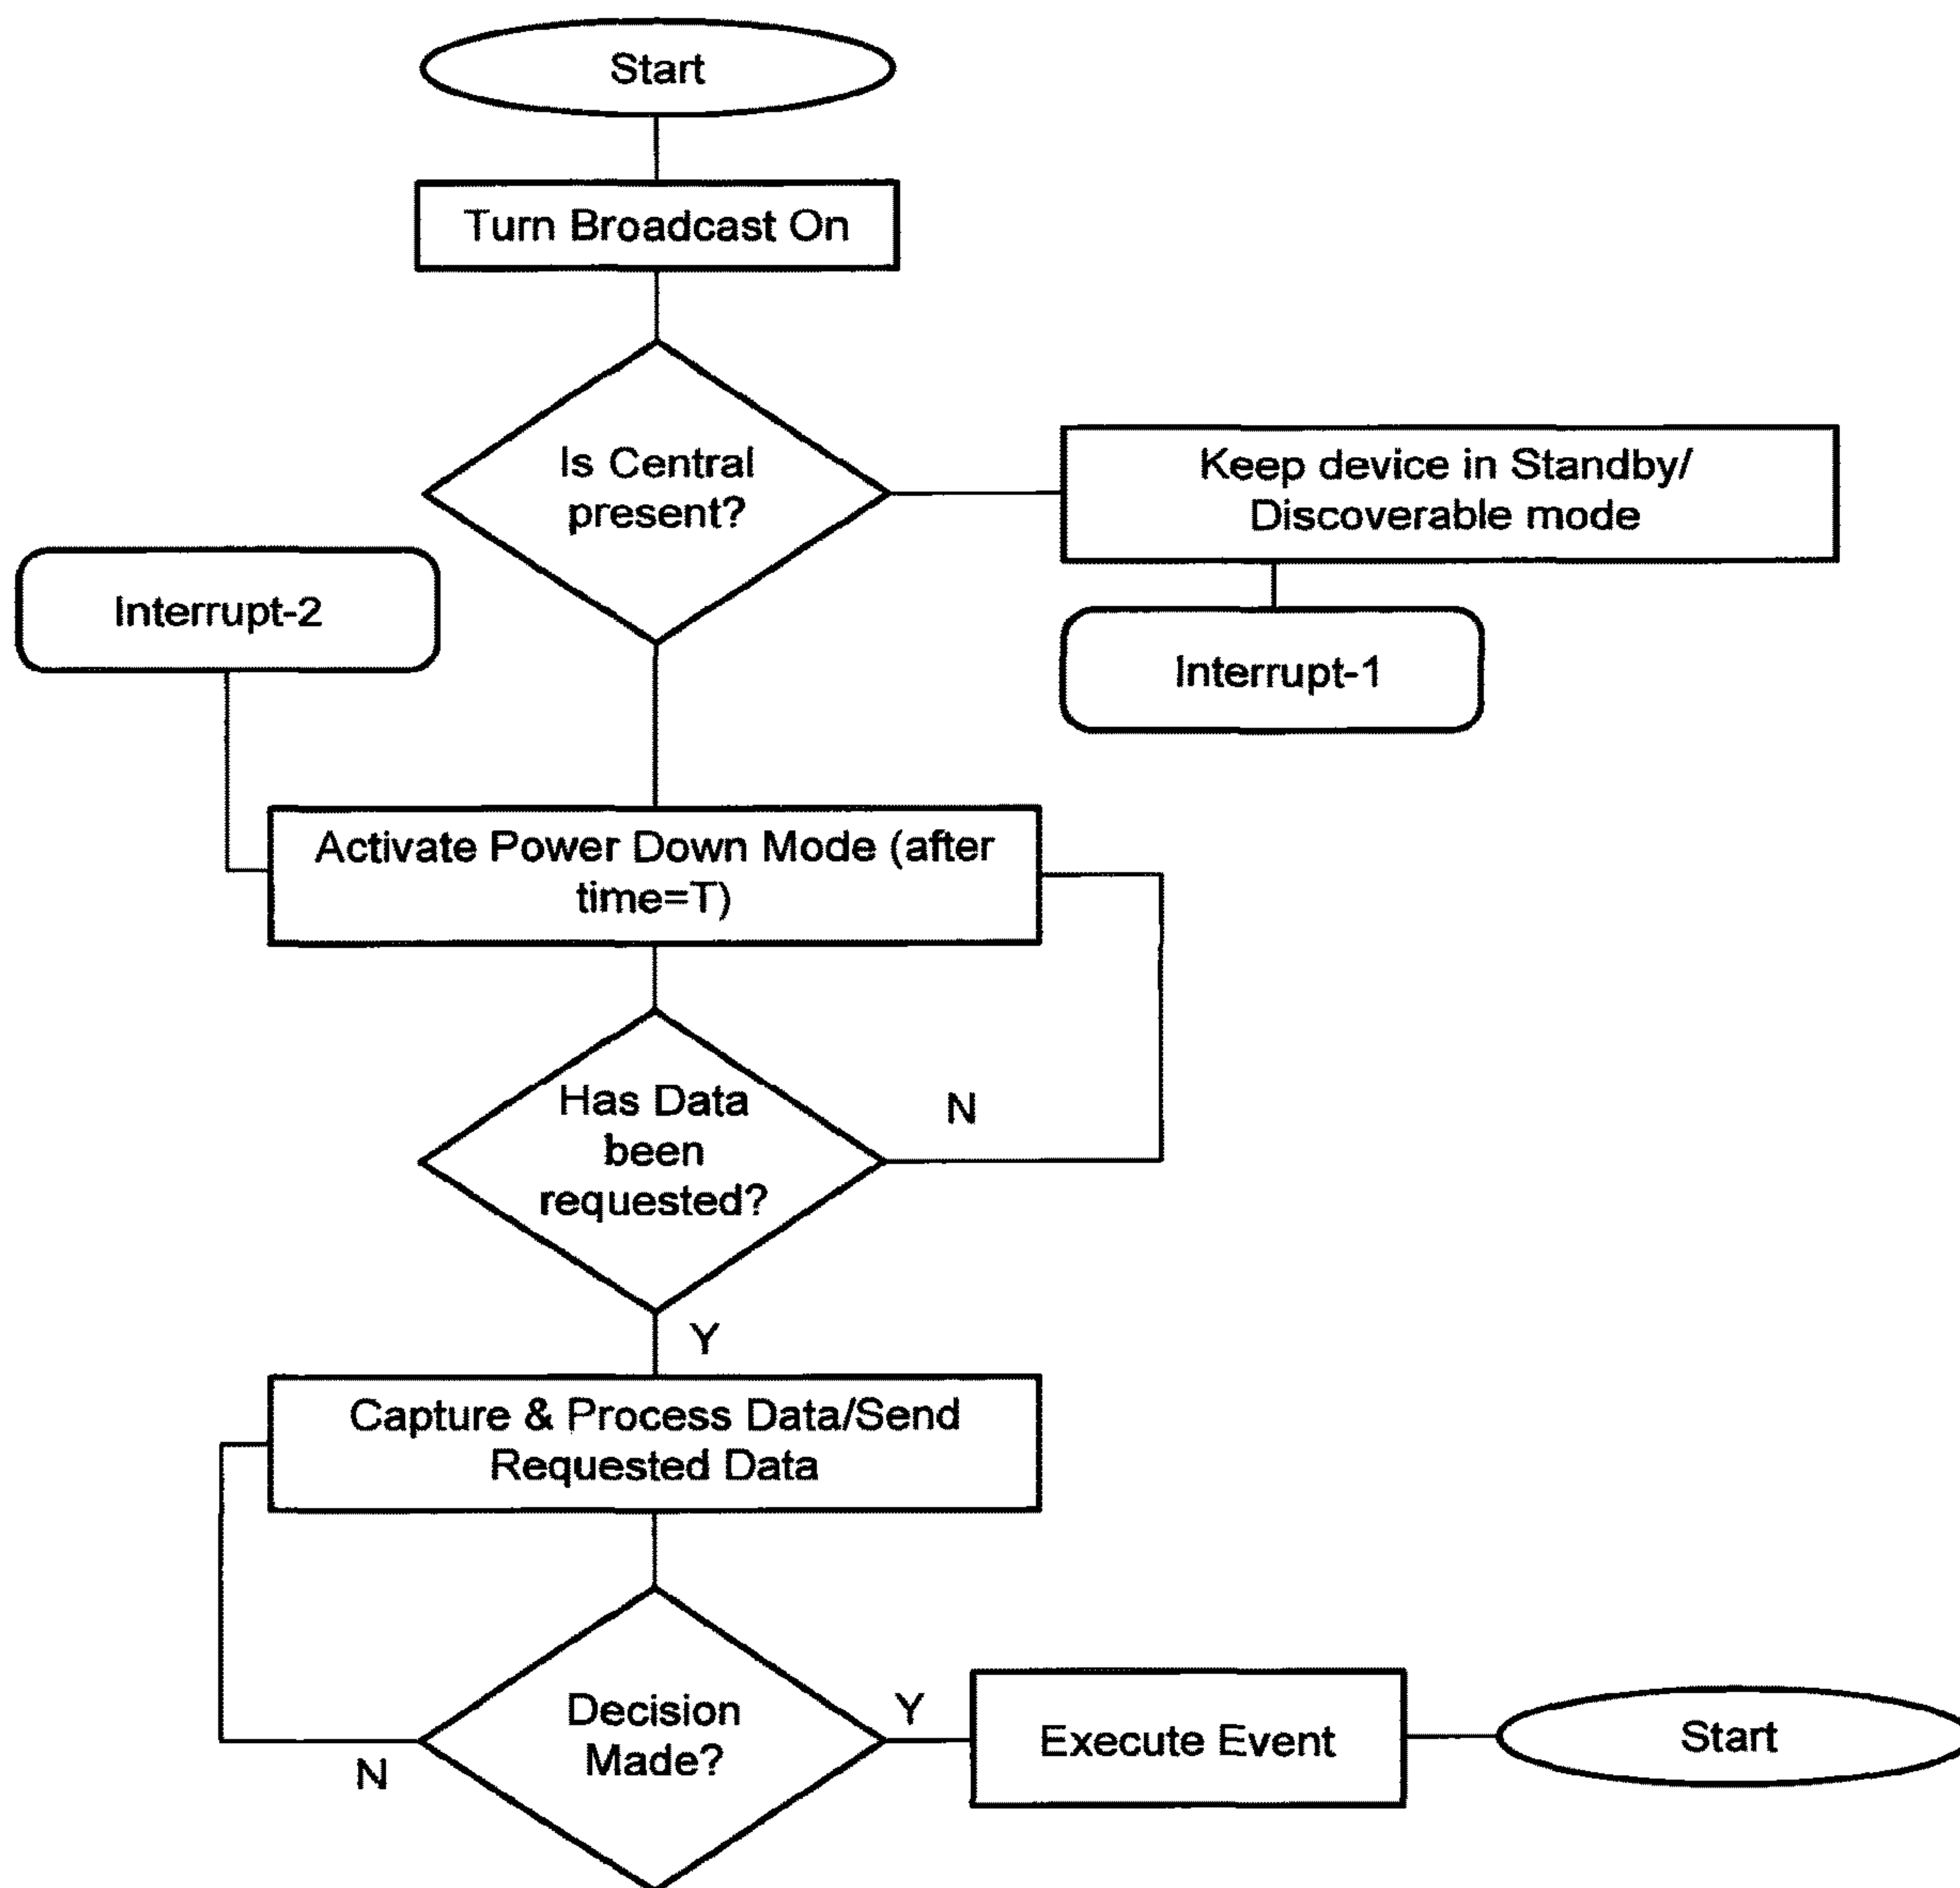 Start
Turn Broadcast On
Is Central
present?
Keep device in Standby/
Discoverable mode
Interrupt-2
Interrupt-1
Activate Power Down Mode (after
time=T)
Has Data
been
requested?
N
Y
Capture & Process Data/Send
Requested Data
Decision
Made?
N
Y
Execute Event
Start